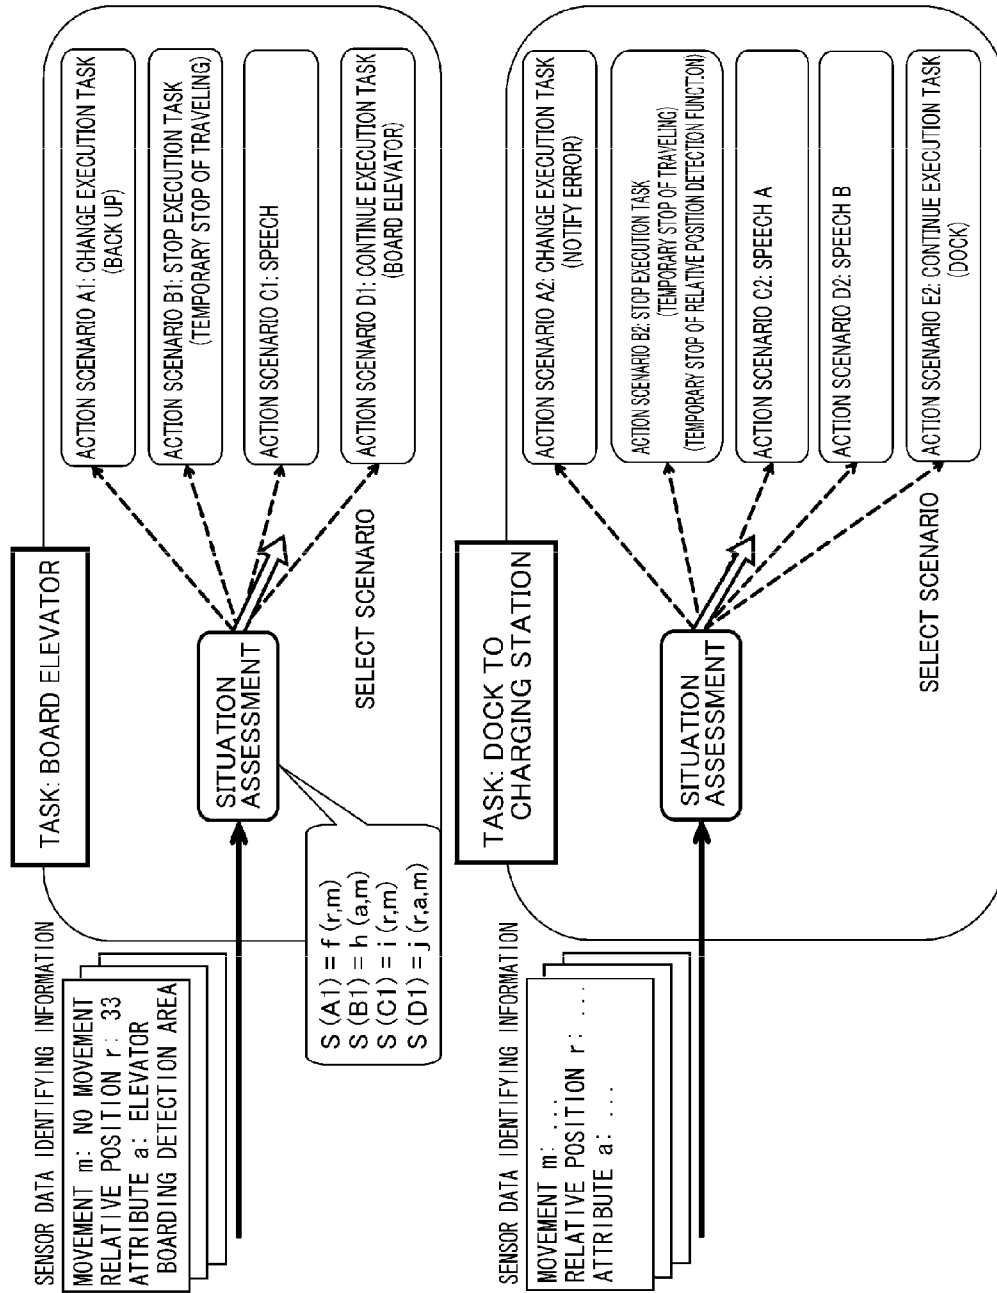 TASK: BOARD ELEVATOR
SENSOR DATA IDENTIFYING INFORMATION
MOVEMENT m: NO MOVEMENT
RELATIVE POSITION r: 33
ATTRIBUTE a: ELEVATOR
BOARDING DETECTION AREA
SITUATION
ASSESSMENT
S (A1) = f (r,m)
S (B1) = h (a,m)
S (C1) = i (r,m)
S (D1) = j (r,a,m)
SELECT SCENARIO
ACTION SCENARIO A1: CHANGE EXECUTION TASK
(BACK UP)
ACTION SCENARIO B1: STOP EXECUTION TASK
(TEMPORARY STOP OF TRAVELING)
ACTION SCENARIO C1: SPEECH
ACTION SCENARIO D1: CONTINUE EXECUTION TASK
(BOARD ELEVATOR)
TASK: DOCK TO
CHARGING STATION
SENSOR DATA IDENTIFYING INFORMATION
MOVEMENT m: ...
RELATIVE POSITION r: ...
ATTRIBUTE a: ...
SITUATION
ASSESSMENT
SELECT SCENARIO
ACTION SCENARIO A2: CHANGE EXECUTION TASK
(NOTIFY ERROR)
ACTION SCENARIO B2: STOP EXECUTION TASK
(TEMPORARY STOP OF TRAVELING)
(TEMPORARY STOP OF RELATIVE POSITION DETECTION FUNCTION)
ACTION SCENARIO C2: SPEECH A
ACTION SCENARIO D2: SPEECH B
ACTION SCENARIO E2: CONTINUE EXECUTION TASK
(DOCK)